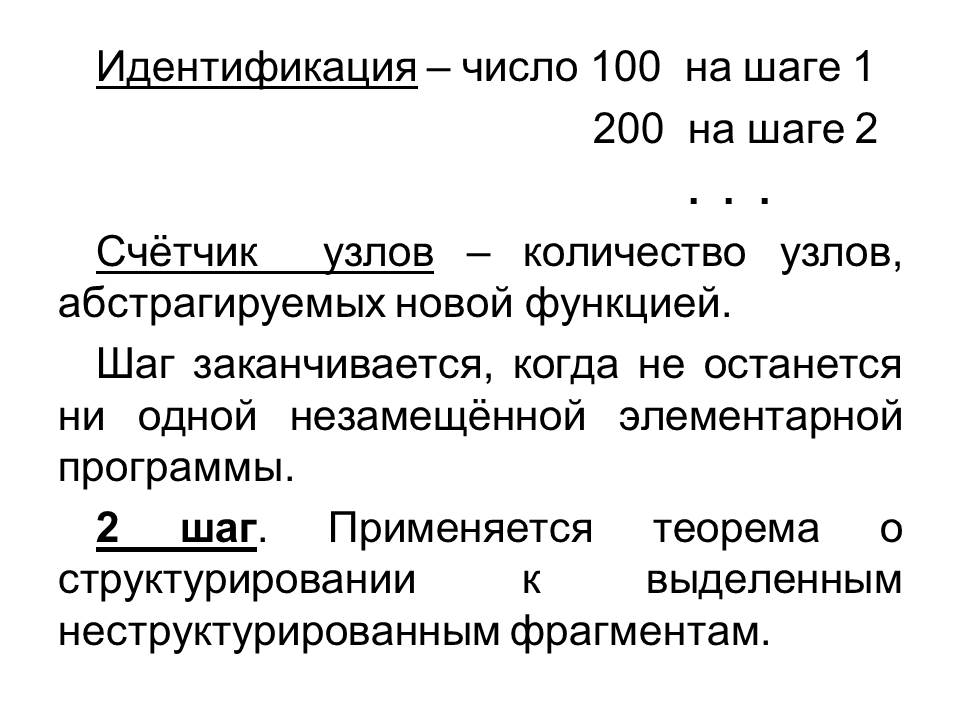 Идентификация – число 100 на шаге 1
200 на шаге 2
. . .
Счётчик узлов – количество узлов,
абстрагируемых новой функцией.
Шаг заканчивается, когда не останется
ни одной незамещённой элементарной
программы.
2 шаг. Применяется теорема о
структурировании к выделенным
неструктурированным фрагментам.